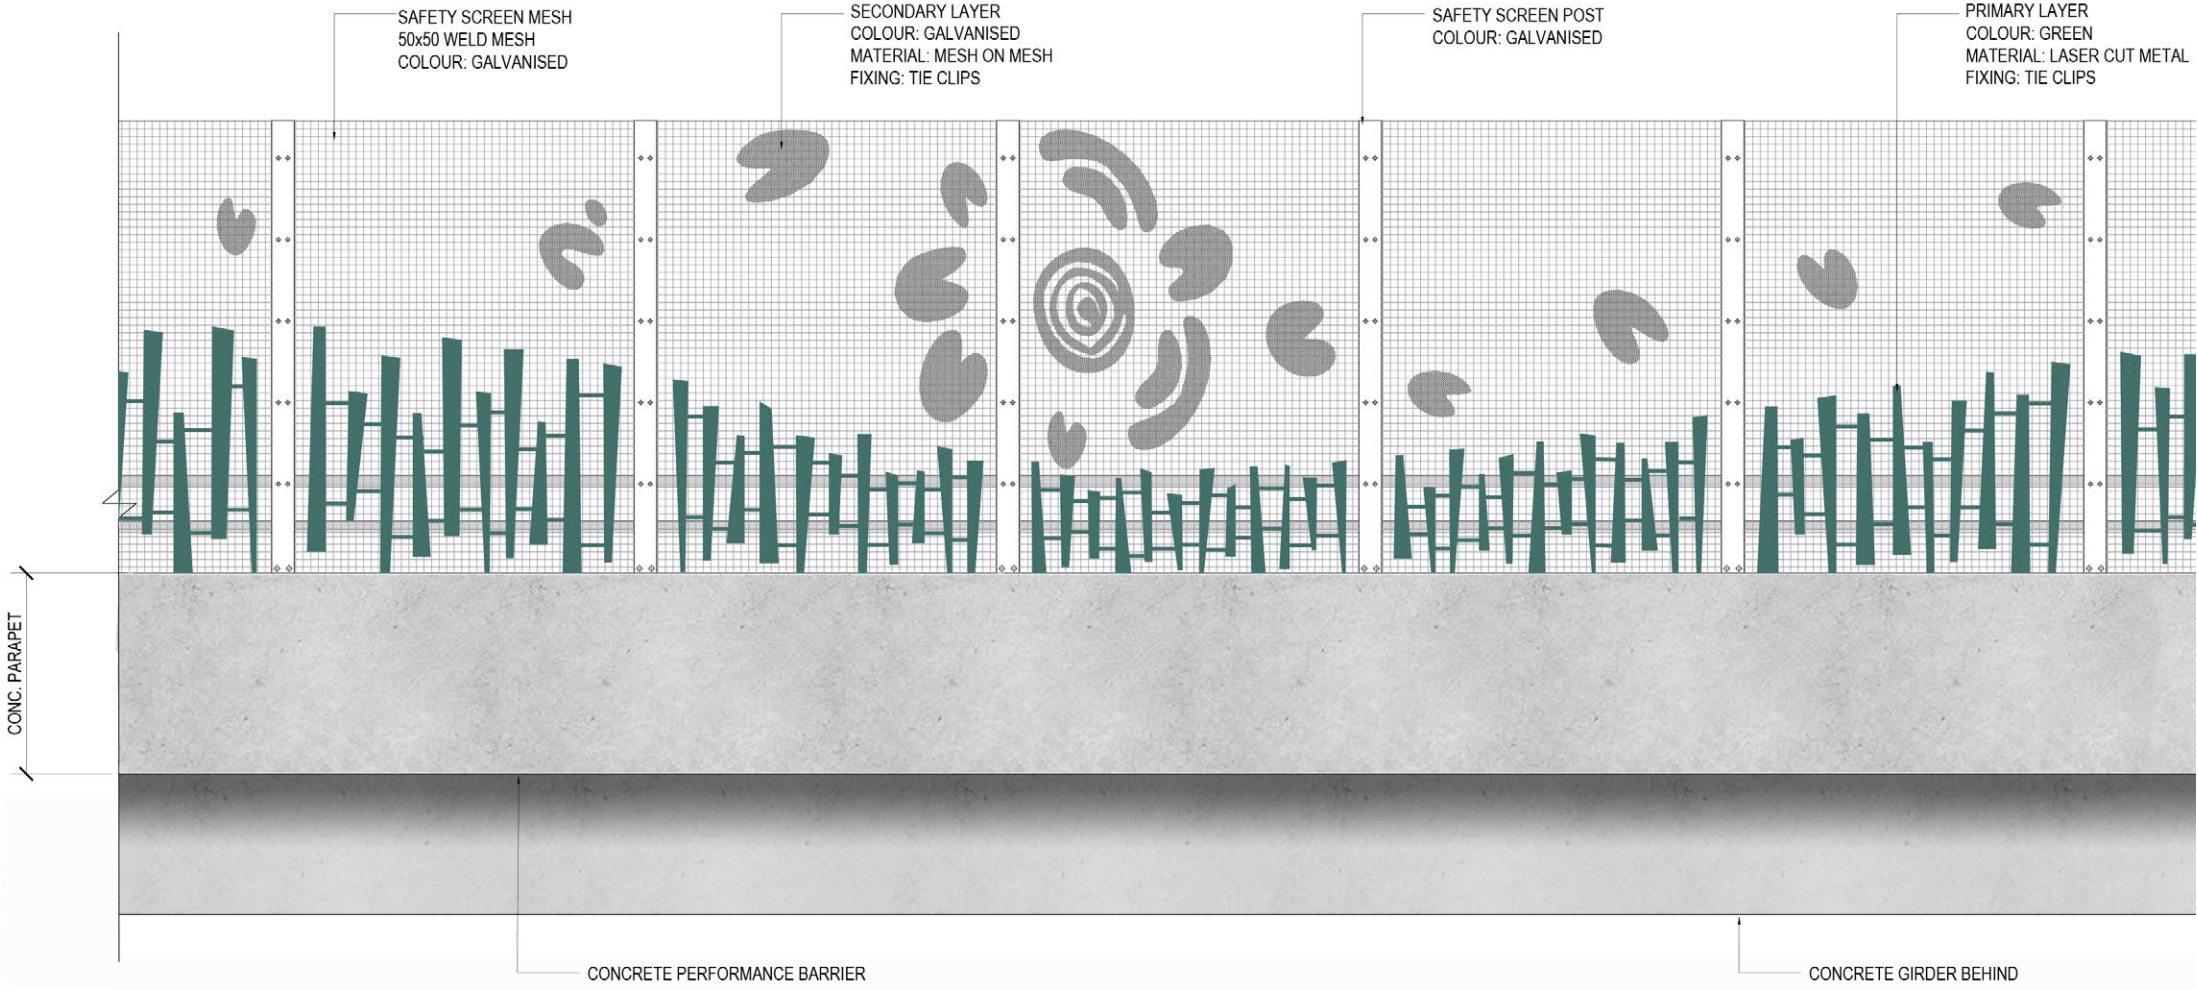 SAFETY SCREEN MESH
50x50 WELD MESH
COLOUR: GALVANISED
SECONDARY LAYER
COLOUR: GALVANISED
MATERIAL: MESH ON MESH
FIXING: TIE CLIPS
SAFETY SCREEN POST
COLOUR: GALVANISED
PRIMARY LAYER
COLOUR: GREEN
MATERIAL: LASER CUT METAL
FIXING: TIE CLIPS
CONC. PARAPET
CONCRETE PERFORMANCE BARRIER
CONCRETE GIRDER BEHIND